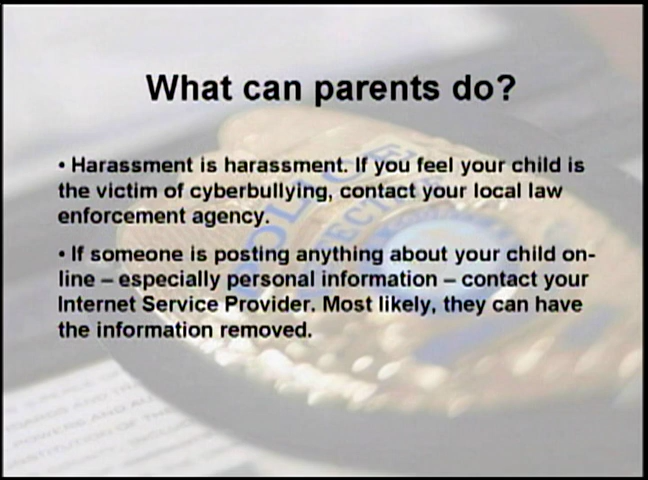 What can parents do?
• Harassment is harassment. If you feel your child is
the victim of cyberbullying, contact your local law
enforcement agency.
• If someone is posting anything about your child on-
line – especially personal information – contact your
Internet Service Provider. Most likely, they can have
the information removed.
POLICE